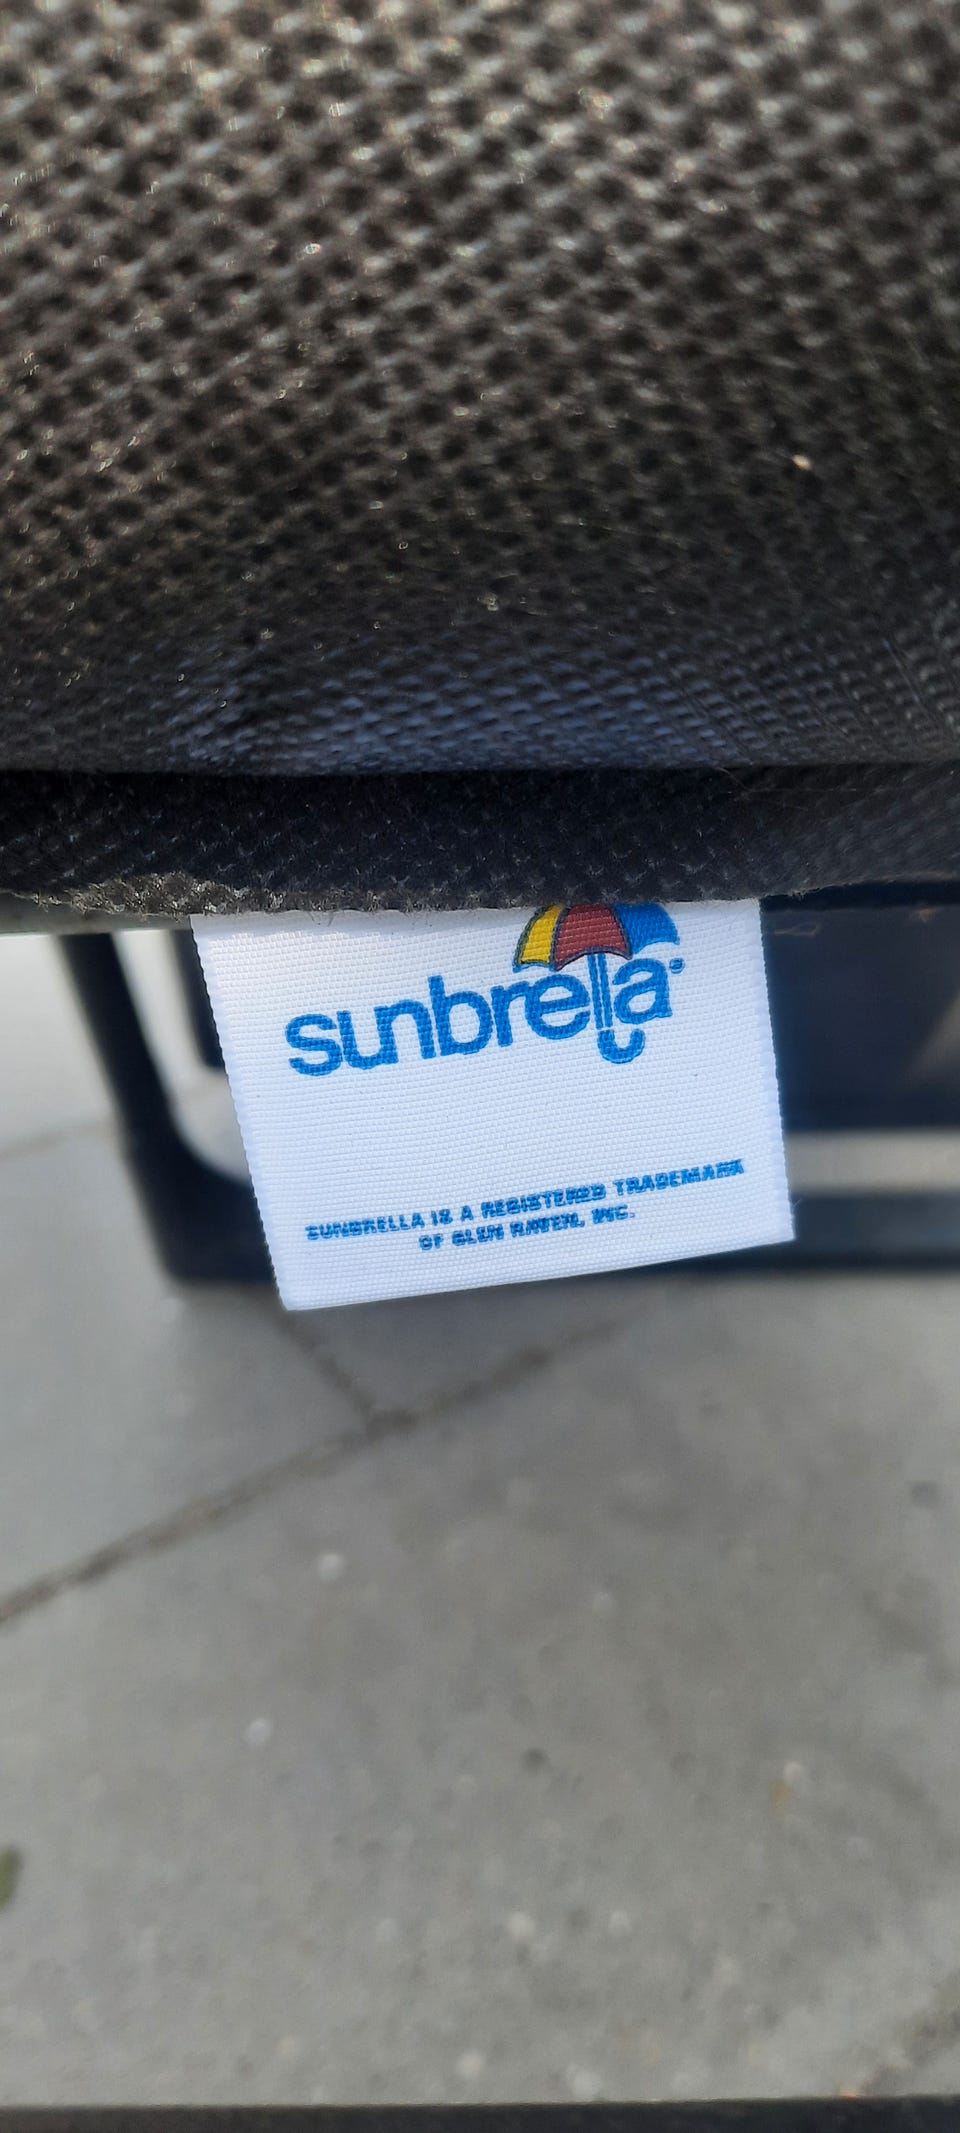 sunbrella®
SUNBRELLA IS A REGISTERED TRADEMARK
OF GLEN RAVEN, INC.